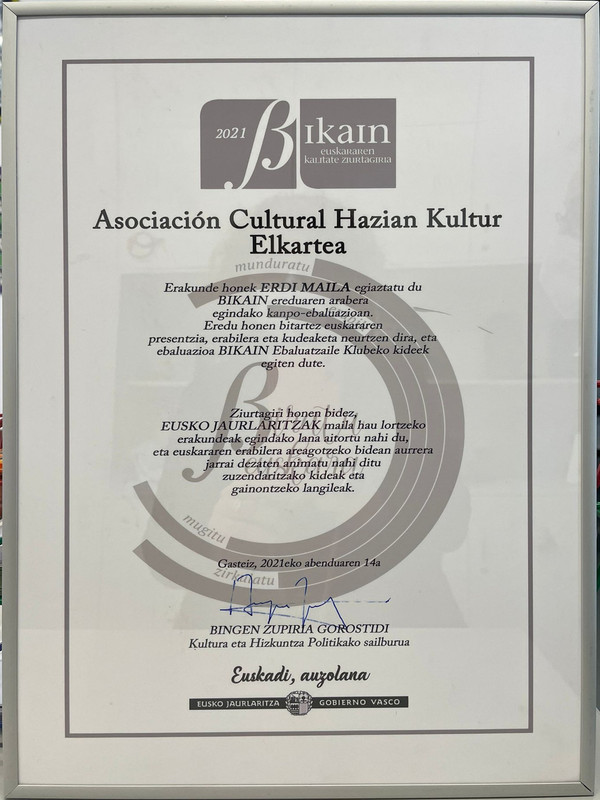 2021 Bikain
euskararen
kalitate ziurtagiria
Asociación Cultural Hazian Kultur
Elkartea
munduratu
Erakunde honek ERDI MAILA egiaztatu du
BIKAIN ereduaren arabera
egindako kanpo-ebaluazioan.
Eredu honen bitartez euskararen
presentzia, erabilera eta kudeaketa neurtzen dira, eta
ebaluazioa BIKAIN Ebaluatzaile Klubeko kideek
egiten dute.
Ziurtagiri honen bidez,
EUSKO JAURLARITZAK maila hau lortzeko
erakundeak egindako lana aitortu nahi du,
eta euskararen erabilera areagotzeko bidean aurrera
jarrai dezaten animatu nahi ditu
zuzendaritzako kideak eta
gainontzeko langileak.
mugitu
Gasteiz, 2021eko abenduaren 14a
zirkulatu
BINGEN ZUPIRIA GOROSTIDI
Kultura eta Hizkuntza Politikako sailburua
Euskadi, auzolana
EUSKO JAURLARITZA GOBIERNO VASCO